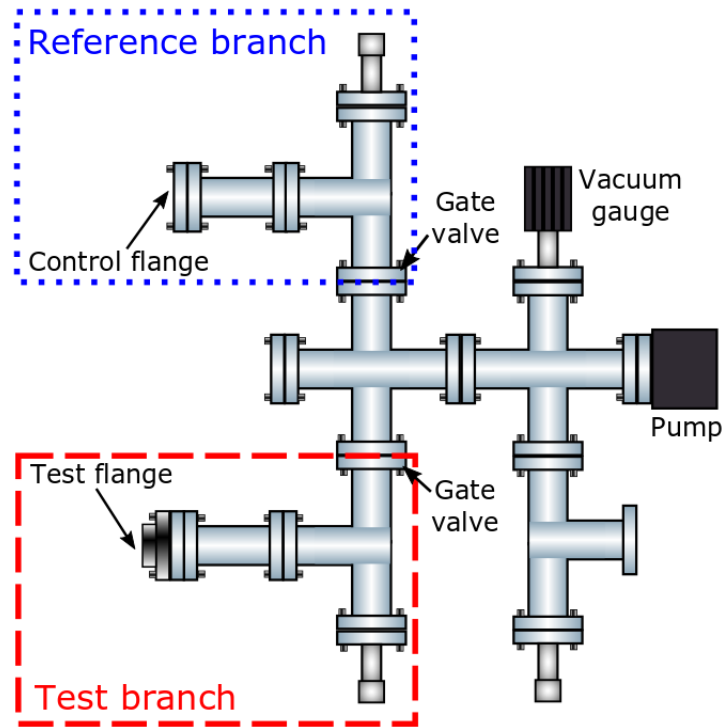 Reference branch
Vacuum
gauge
Gate
valve
Control flange
Pump
Test flange
Gate
valve
Test branch